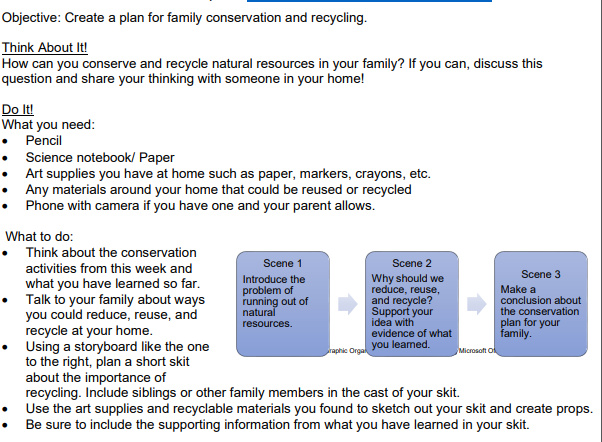 Objective: Create a plan for family conservation and recycling.
Think About It!
How can you conserve and recycle natural resources in your family? If you can, discuss this
question and share your thinking with someone in your home!
Do It!
What you need:
• Pencil
• Science notebook/ Paper
• Art supplies you have at home such as paper, markers, crayons, etc.
• Any materials around your home that could be reused or recycled
• Phone with camera if you have one and your parent allows.
What to do:
• Think about the conservation
activities from this week and
what you have learned so far.
• Talk to your family about ways
you could reduce, reuse, and
recycle at your home.
• Using a storyboard like the one
to the right, plan a short skit
about the importance of
recycling. Include siblings or other family members in the cast of your skit.
• Use the art supplies and recyclable materials you found to sketch out your skit and create props.
• Be sure to include the supporting information from what you have learned in your skit.
Scene 1
Introduce the
problem of
running out of
natural
resources.
Scene 2
Why should we
reduce, reuse,
and recycle?
Support your
idea with
evidence of what
you learned.
Scene 3
Make a
conclusion about
the conservation
plan for your
family.
Microsoft